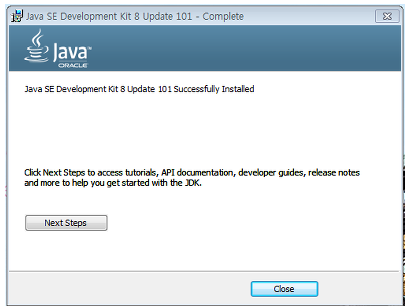 Java SE Development Kit 8 Update 101 - Complete
Java
ORACLE
Java SE Development Kit 8 Update 101 Successfully Installed
Click Next Steps to access tutorials, API documentation, developer guides, release notes
and more to help you get started with the JDK.
Next Steps
Close